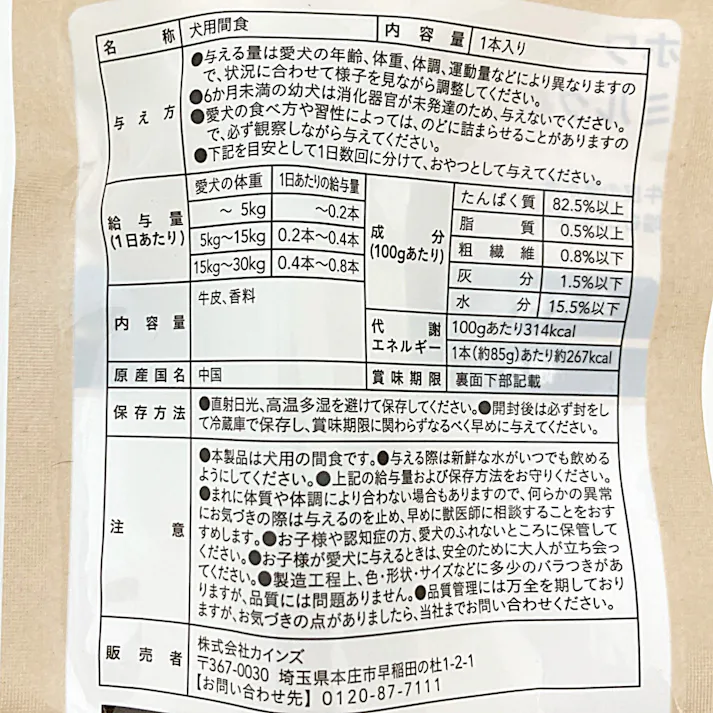 名称 犬用間食 内容量 1本入り
与え方 ●与える量は愛犬の年齢、体重、体調、運動量などにより異なりますの
で、状況に合わせて様子を見ながら調整してください。
●6か月未満の幼犬は消化器官が未発達のため、与えないでください。
●愛犬の食べ方や習性によっては、のどに詰まらせることがありますの
で、必ず観察しながら与えてください。
●下記を目安として1日数回に分けて、おやつとして与えてください。
給与量
(1日あたり)
愛犬の体重 1日あたりの給与量
〜5kg 〜0.2本
5kg〜15kg 0.2本〜0.4本
15kg〜30kg 0.4本〜0.8本
成分
(100gあたり)
たんぱく質 82.5%以上
脂質 0.5%以上
粗繊維 0.8%以下
灰分 1.5%以下
水分 15.5%以下
内容量 牛皮、香料
代謝
エネルギー
100gあたり314kcal
1本(約85g)あたり約267kcal
原産国名 中国 賞味期限 裏面下部記載
保存方法 ●直射日光、高温多湿を避けて保存してください。●開封後は必ず封をし
て冷蔵庫で保存し、賞味期限に関わらずなるべく早めに与えてください。
注意 ●本製品は犬用の間食です。●与える際は新鮮な水がいつでも飲める
ようにしてください。●上記の給与量および保存方法をお守りください。
●まれに体質や体調により合わない場合もありますので、何らかの異常
にお気づきの際は与えるのを止め、早めに獣医師に相談することをおす
すめします。●お子様や認知症の方、愛犬のふれないところに保管して
ください。●お子様が愛犬に与えるときは、安全のために大人が立ち会っ
てください。●製造工程上、色・形状・サイズなどに多少のバラつきがあ
りますが、品質には問題ありません。●品質管理には万全を期しており
ますが、お気づきの点がありましたら、当社までお問い合わせください。
販売者 株式会社カインズ
〒367-0030 埼玉県本庄市早稲田の杜1-2-1
【お問い合わせ先】0120-87-7111